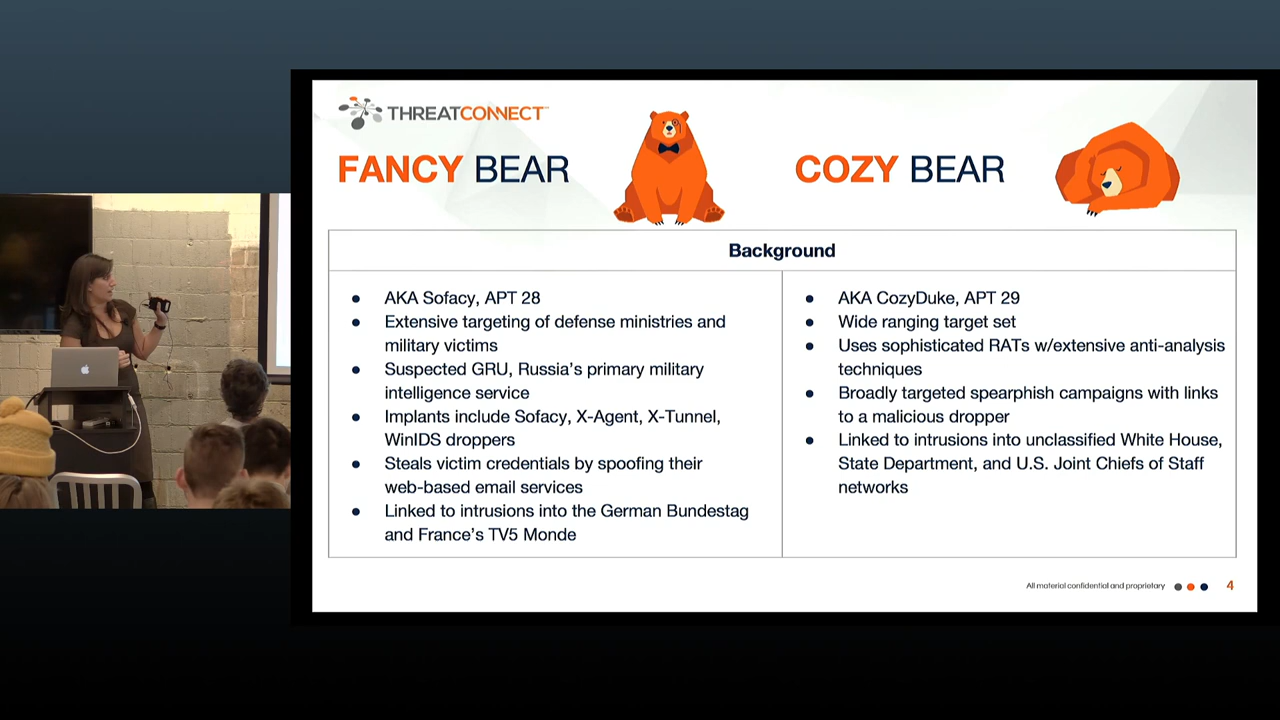 THREATCONNECT™
FANCY BEAR
COZY BEAR
Background
● AKA Sofacy, APT 28
● Extensive targeting of defense ministries and
military victims
● Suspected GRU, Russia's primary military
intelligence service
● Implants include Sofacy, X-Agent, X-Tunnel,
WinIDS droppers
● Steals victim credentials by spoofing their
web-based email services
● Linked to intrusions into the German Bundestag
and France's TV5 Monde
● AKA CozyDuke, APT 29
● Wide ranging target set
● Uses sophisticated RATs w/extensive anti-analysis
techniques
● Broadly targeted spearphish campaigns with links
to a malicious dropper
● Linked to intrusions into unclassified White House,
State Department, and U.S. Joint Chiefs of Staff
networks
All material confidential and proprietary
4